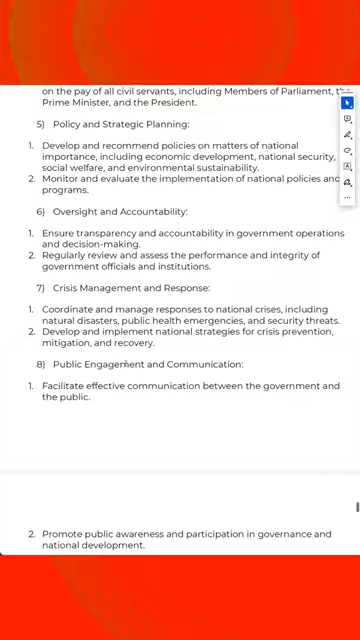 on the pay of all civil servants, including Members of Parliament, the
Prime Minister, and the President.
5) Policy and Strategic Planning:
1. Develop and recommend policies on matters of national
importance, including economic development, national security,
social welfare, and environmental sustainability.
2. Monitor and evaluate the implementation of national policies and
programs.
6) Oversight and Accountability:
1. Ensure transparency and accountability in government operations
and decision-making.
2. Regularly review and assess the performance and integrity of
government officials and institutions.
7) Crisis Management and Response:
1. Coordinate and manage responses to national crises, including
natural disasters, public health emergencies, and security threats.
2. Develop and implement national strategies for crisis prevention,
mitigation, and recovery.
8) Public Engagement and Communication:
1. Facilitate effective communication between the government and
the public.
2. Promote public awareness and participation in governance and
national development.